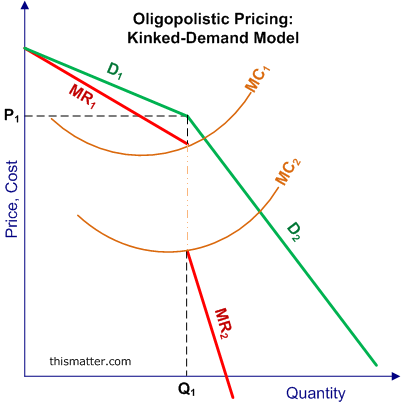 Oligopolistic Pricing:
Kinked-Demand Model
D1
MR1
MC1
P1
MC2
Price, Cost
D2
MR2
thismatter.com
Q1
Quantity